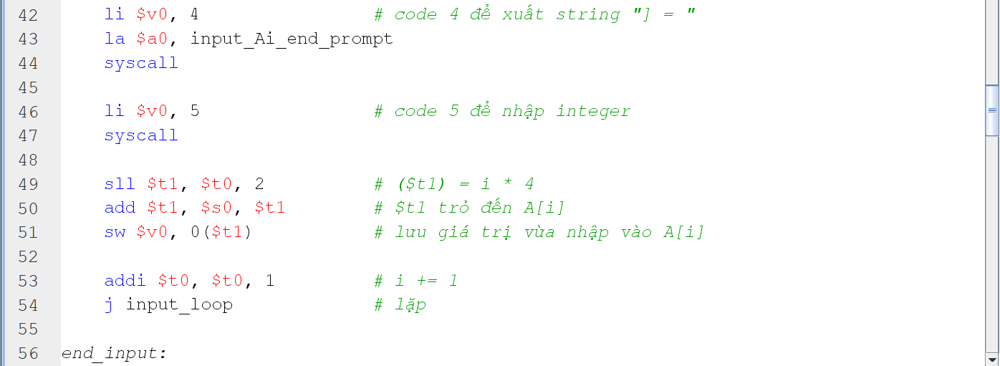 42 li $v0, 4 # code 4 để xuất string "] = "
43 la $a0, input_Ai_end_prompt
44 syscall
45
46 li $v0, 5 # code 5 để nhập integer
47 syscall
48
49 sll $t1, $t0, 2 # ($t1) = i * 4
50 add $t1, $s0, $t1 # $t1 trỏ đến A[i]
51 sw $v0, 0($t1) # lưu giá trị vừa nhập vào A[i]
52
53 addi $t0, $t0, 1 # i += 1
54 j input_loop # lặp
55
56 end_input: